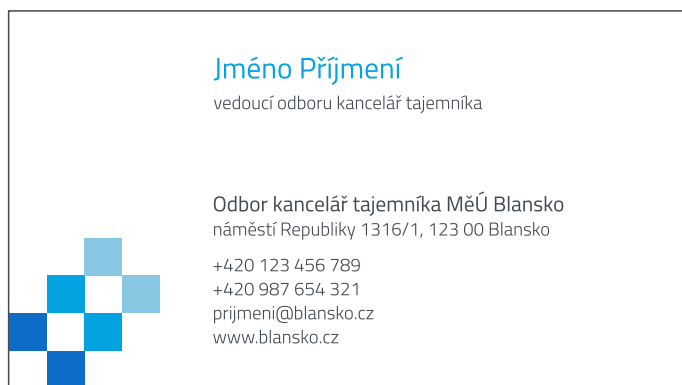 Jméno Příjmení
vedoucí odboru kancelář tajemníka
Odbor kancelář tajemníka MěÚ Blansko
náměstí Republiky 1316/1, 123 00 Blansko
+420 123 456 789
+420 987 654 321
prijmeni@blansko.cz
www.blansko.cz